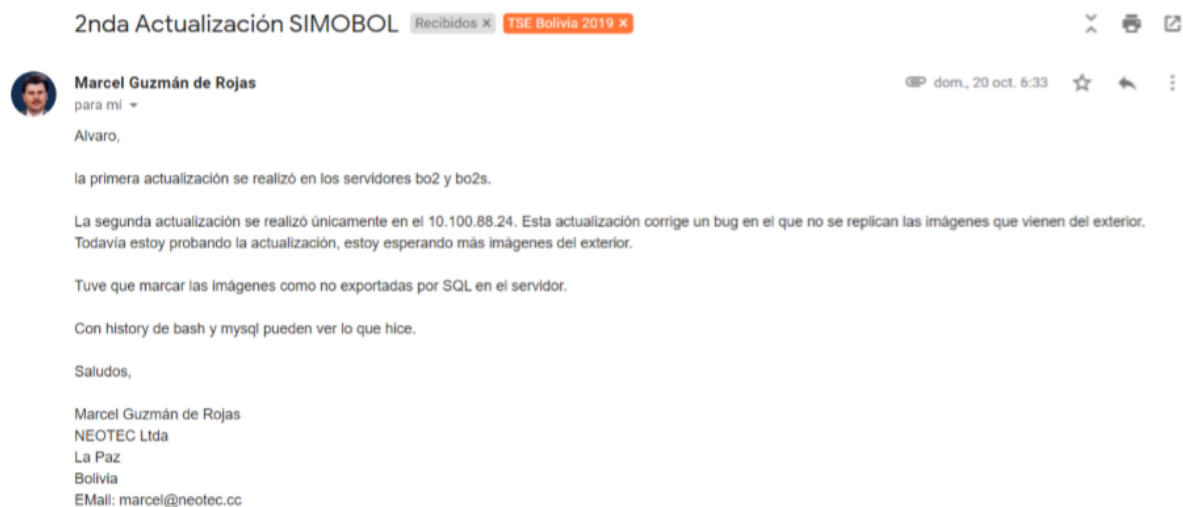 2nda Actualización SIMOBOL Recibidos × TSE Bolivia 2019 ×
Marcel Guzmán de Rojas dom., 20 oct. 6:33
para mí
Alvaro,
la primera actualización se realizó en los servidores bo2 y bo2s.
La segunda actualización se realizó únicamente en el 10.100.88.24. Esta actualización corrige un bug en el que no se replican las imágenes que vienen del exterior.
Todavía estoy probando la actualización, estoy esperando más imágenes del exterior.
Tuve que marcar las imágenes como no exportadas por SQL en el servidor.
Con history de bash y mysql pueden ver lo que hice.
Saludos,
Marcel Guzmán de Rojas
NEOTEC Ltda
La Paz
Bolivia
EMail: marcel@neotec.cc